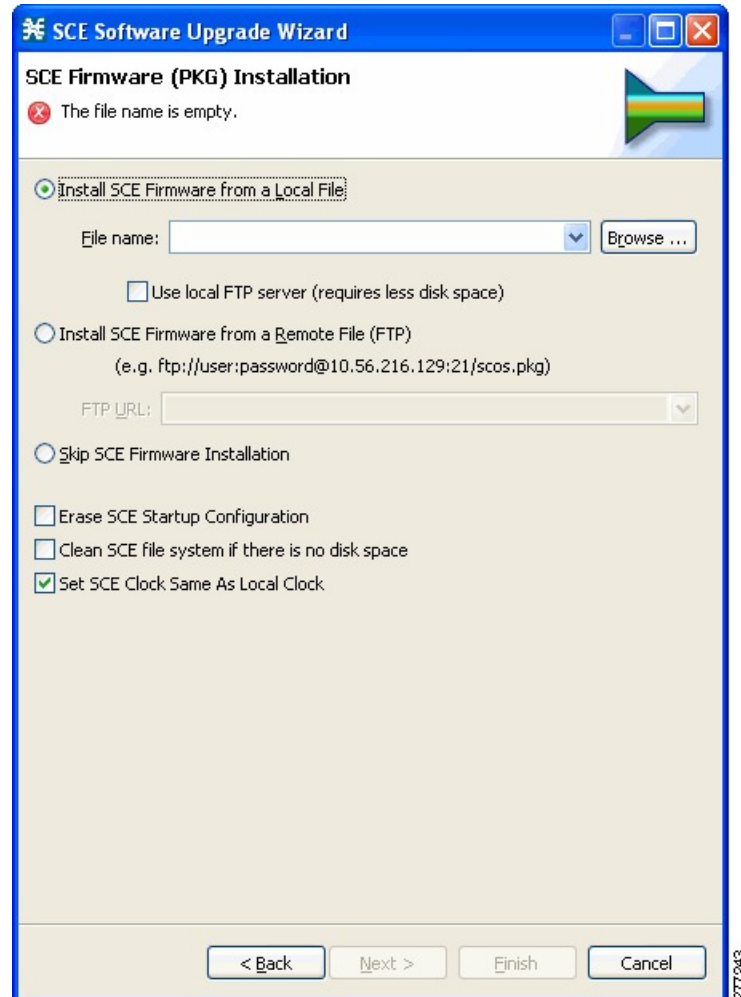 SCE Software Upgrade Wizard
SCE Firmware (PKG) Installation
The file name is empty.
Install SCE Firmware from a Local File
File name:
Browse ...
Use local FTP server (requires less disk space)
Install SCE Firmware from a Remote File (FTP)
(e.g. ftp://user:password@10.56.216.129:21/scos.pkg)
FTP URL:
Skip SCE Firmware Installation
Erase SCE Startup Configuration
Clean SCE file system if there is no disk space
Set SCE Clock Same As Local Clock
< Back
Next >
Finish
Cancel
277943